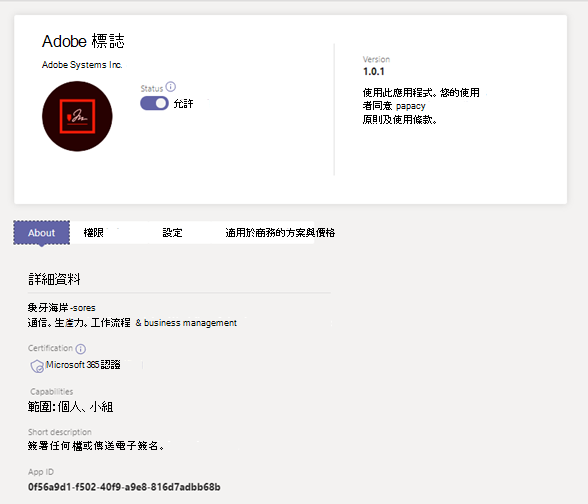 Adobe 標誌
Adobe Systems Inc.
Status
允許
Version
1.0.1
使用此應用程式。您的使用
者同意 papacy
原則及使用條款。
About
權限
設定
適用於商務的方案與價格
詳細資料
象牙海岸-sores
通信。生產力。工作流程 & business management
Certification
Microsoft 365認證
Capabilities
範圍：個人、小組
Short description
簽署任何檔或傳送電子簽名。
App ID
0f56a9d1-f502-40f9-a9e8-816d7adbb68b